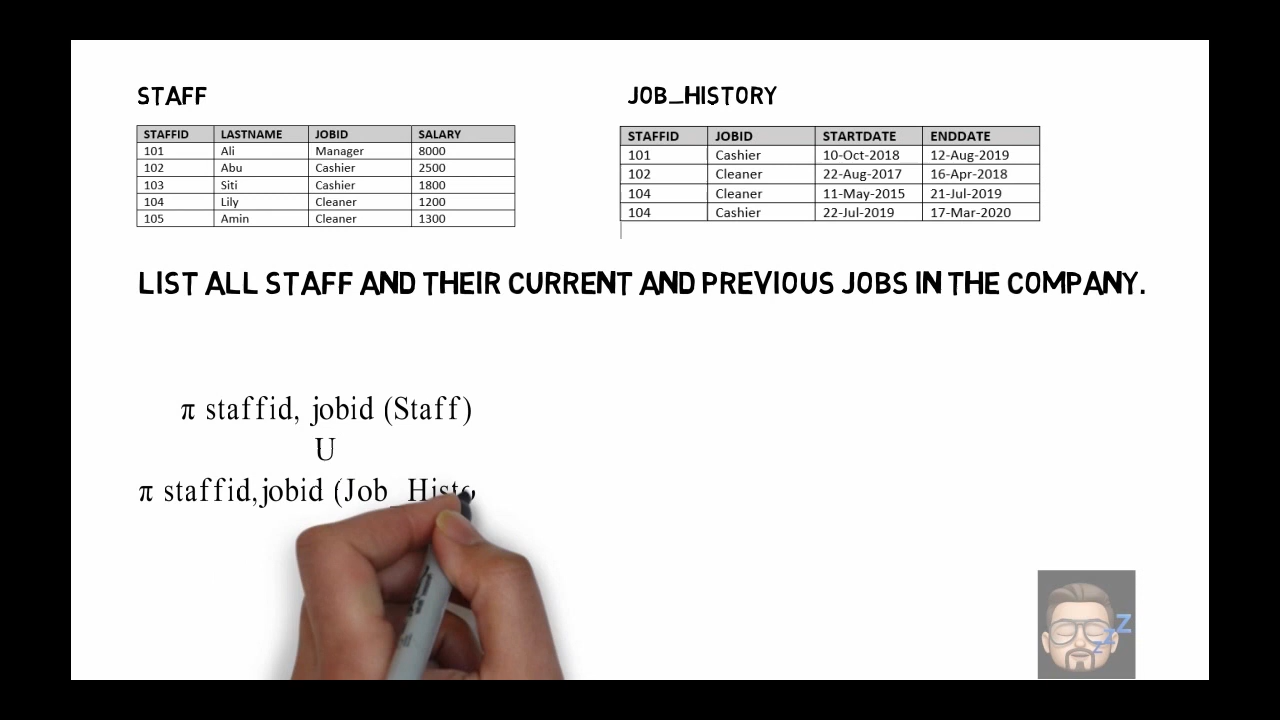 STAFF
STAFFID LASTNAME JOBID SALARY
101 Ali Manager 8000
102 Abu Cashier 2500
103 Siti Cashier 1800
104 Lily Cleaner 1200
105 Amin Cleaner 1300
JOB_HISTORY
STAFFID JOBID STARTDATE ENDDATE
101 Cashier 10-Oct-2018 12-Aug-2019
102 Cleaner 22-Aug-2017 16-Apr-2018
104 Cleaner 11-May-2015 21-Jul-2019
104 Cashier 22-Jul-2019 17-Mar-2020
LIST ALL STAFF AND THEIR CURRENT AND PREVIOUS JOBS IN THE COMPANY.
π staffid, jobid (Staff)
U
π staffid,jobid (Job_Histo
zzZ